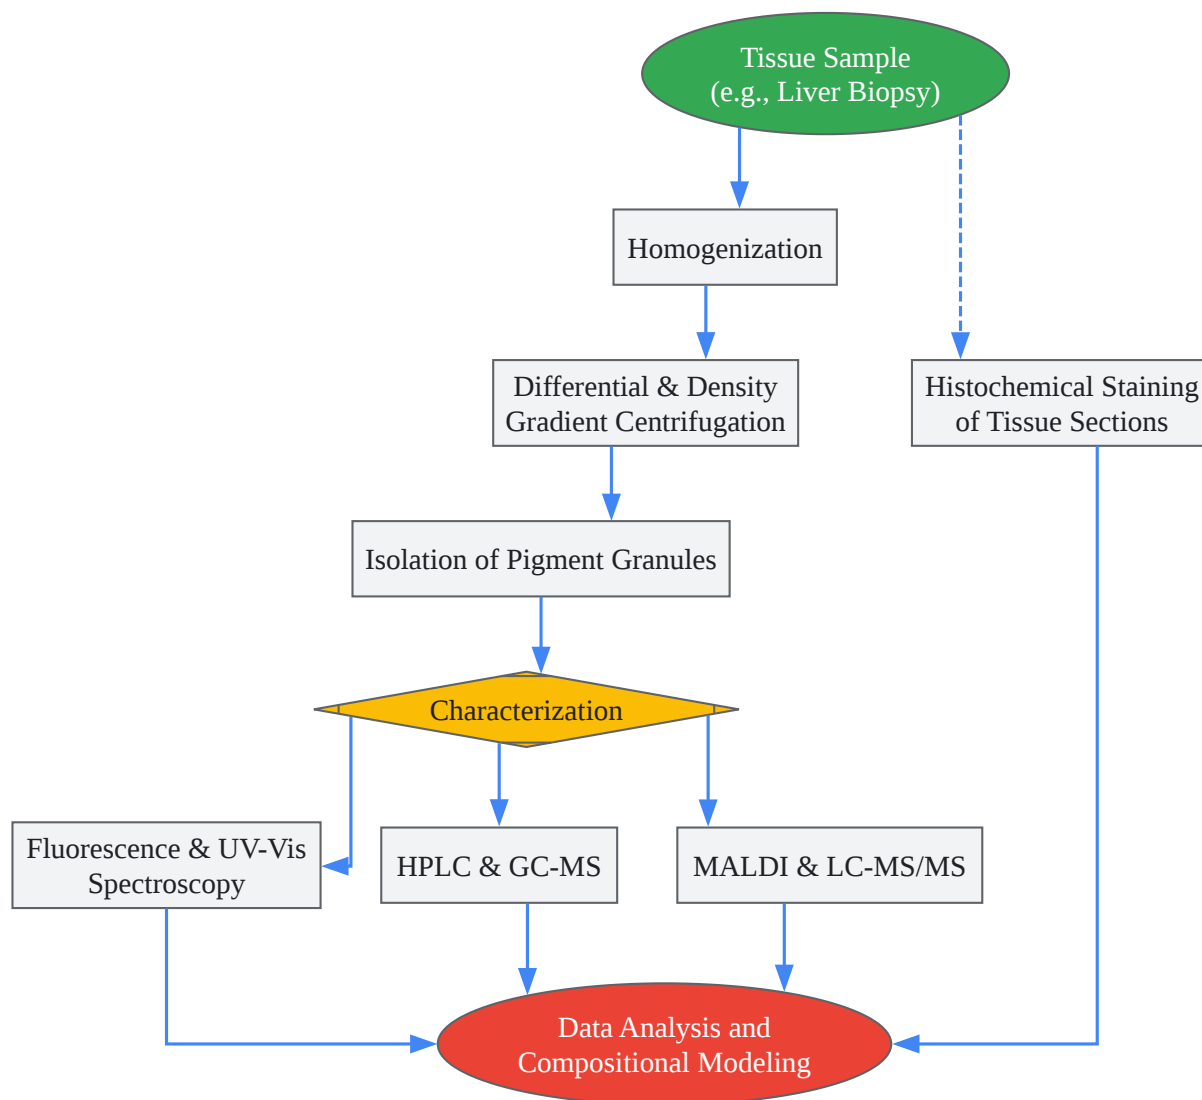 Tissue Sample
(e.g., Liver Biopsy)
Homogenization
Differential & Density
Gradient Centrifugation
Histochemical Staining
of Tissue Sections
Isolation of Pigment Granules
Characterization
Fluorescence & UV-Vis
Spectroscopy
HPLC & GC-MS
MALDI & LC-MS/MS
Data Analysis and
Compositional Modeling